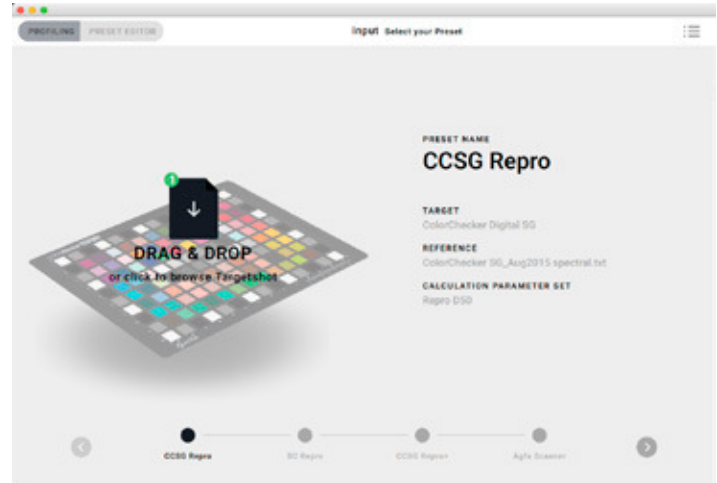 PROFILING PRESET EDITOR
input Select your Preset
PRESET NAME
CCSG Repro
TARGET
ColorChecker Digital SG
REFERENCE
ColorChecker SG_Aug2015 spectral.txt
CALCULATION PARAMETER SET
Repro D50
1
DRAG & DROP
or click to browse Targetshot
CCSG Repro
SC Repro
CCSG Repro+
Agfa Scanner